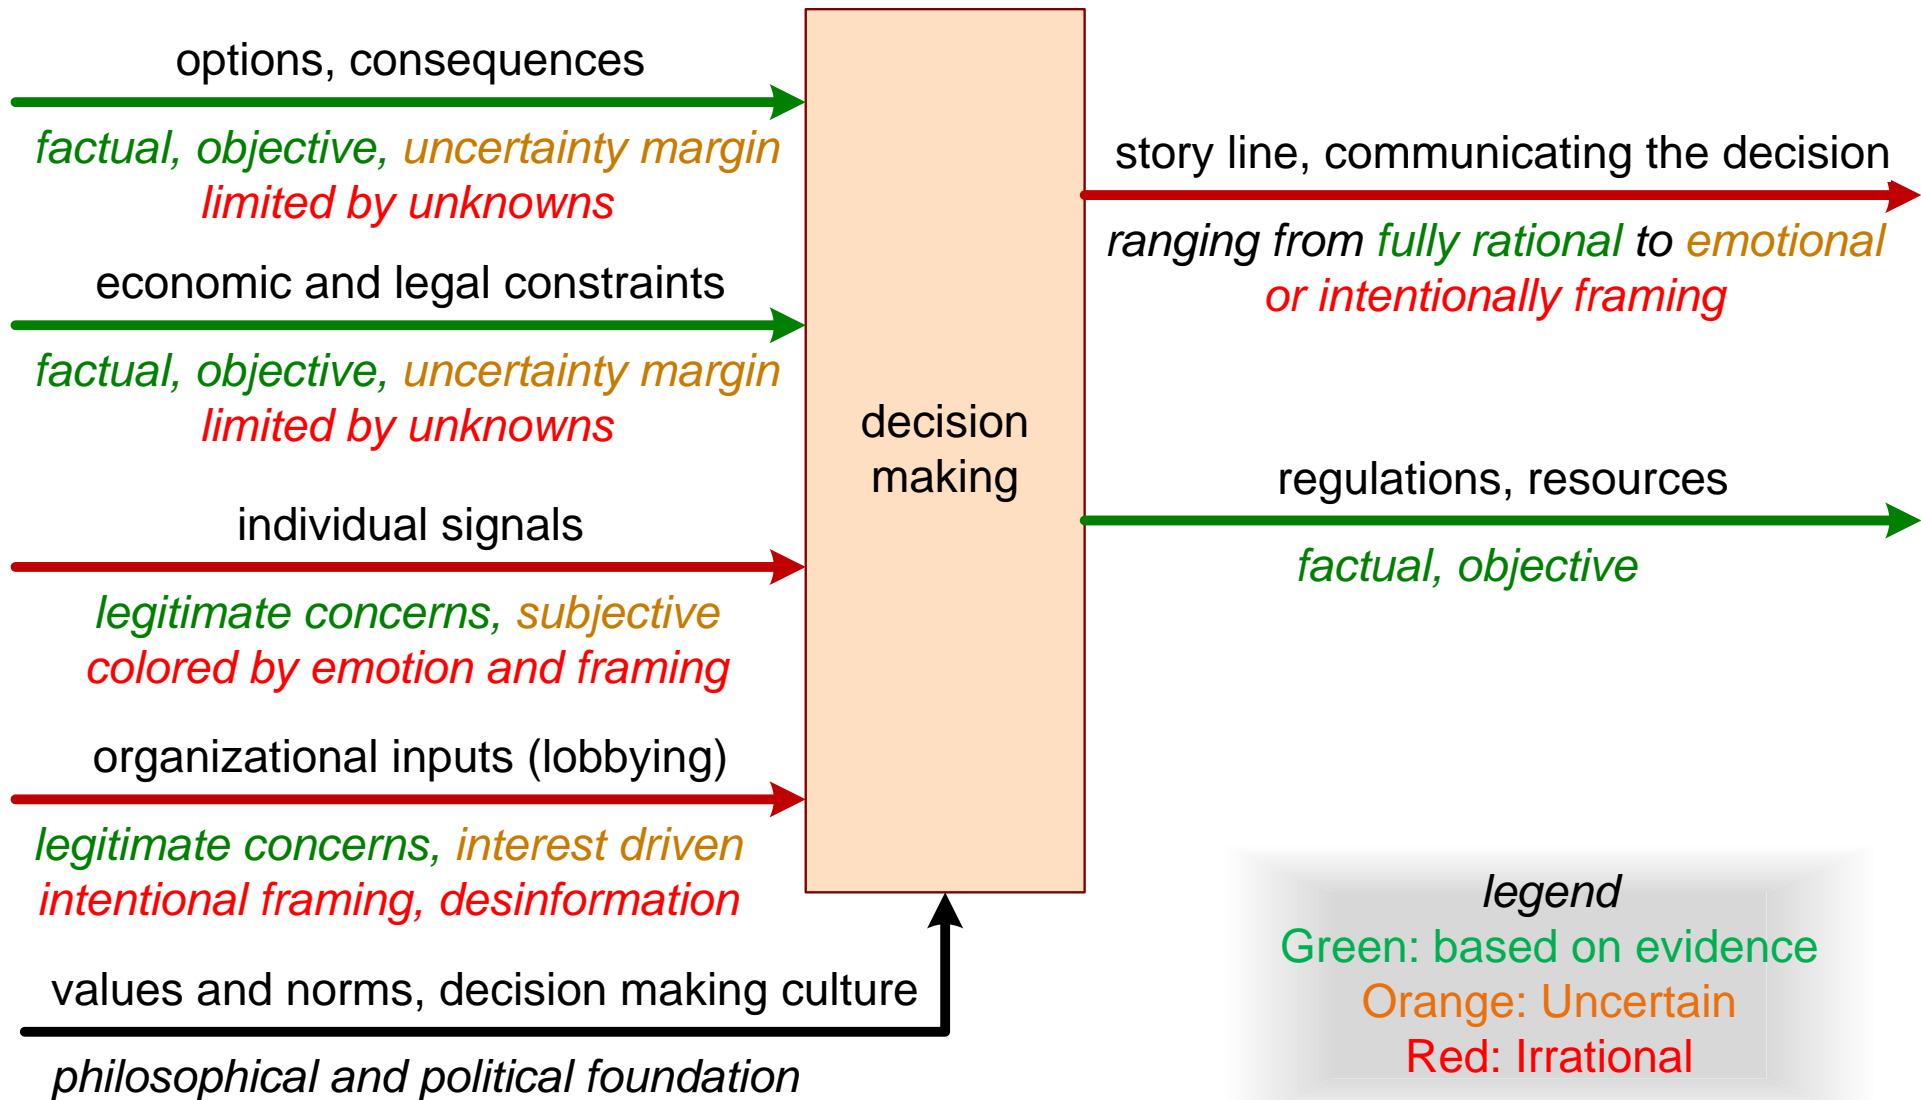 options, consequences
factual, objective, uncertainty margin
limited by unknowns
economic and legal constraints
factual, objective, uncertainty margin
limited by unknowns
individual signals
legitimate concerns, subjective
colored by emotion and framing
organizational inputs (lobbying)
legitimate concerns, interest driven
intentional framing, desinformation
values and norms, decision making culture
philosophical and political foundation
decision
making
story line, communicating the decision
ranging from fully rational to emotional
or intentionally framing
regulations, resources
factual, objective
legend
Green: based on evidence
Orange: Uncertain
Red: Irrational